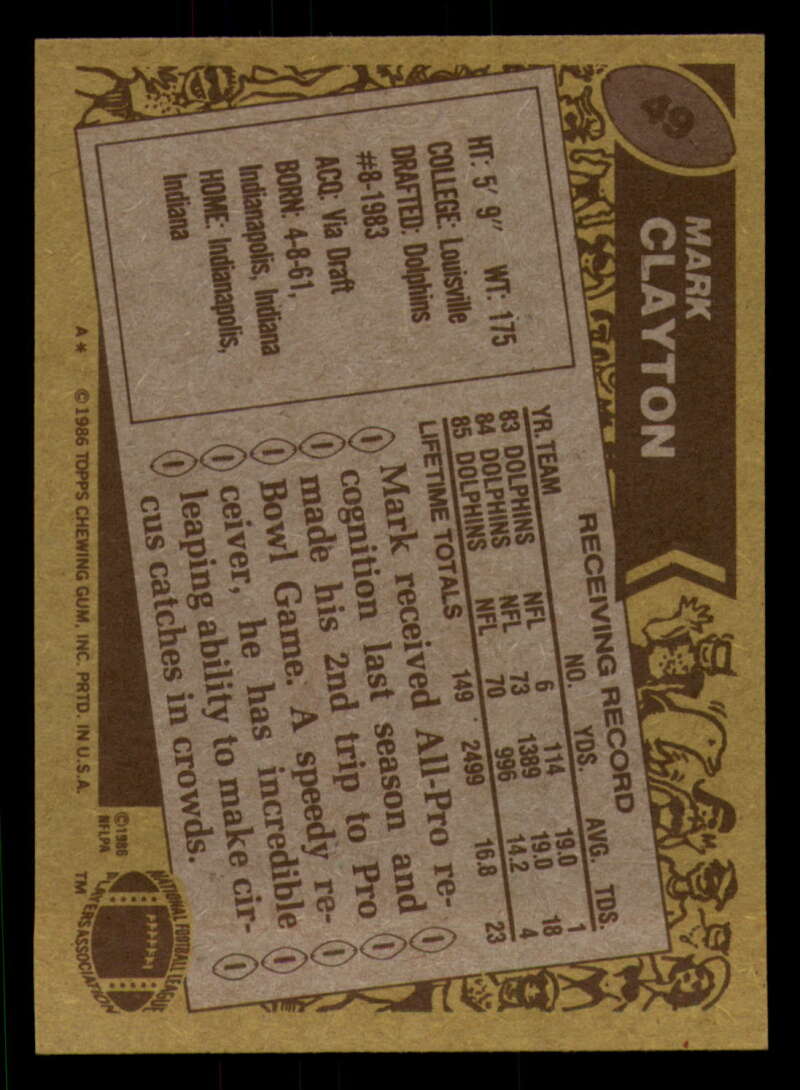 49
MARK
CLAYTON
HT: 5' 9" WT: 175
COLLEGE: Louisville
DRAFTED: Dolphins
#8-1983
ACQ: Via Draft
BORN: 4-8-61,
Indianapolis, Indiana
HOME: Indianapolis,
Indiana
RECEIVING RECORD
YR. TEAM NO. YDS. AVG. TDS.
83 DOLPHINS NFL 6 114 19.0 1
84 DOLPHINS NFL 73 1389 19.0 18
85 DOLPHINS NFL 70 996 14.2 4
LIFETIME TOTALS 149 2499 16.8 23
Mark received All-Pro re-
cognition last season and
made his 2nd trip to Pro
Bowl Game. A speedy re-
ceiver, he has incredible
leaping ability to make cir-
cus catches in crowds.
A* ©1986 TOPPS CHEWING GUM, INC. PRTD. IN U.S.A.
©1986
NFLPA
NATIONAL FOOTBALL LEAGUE
PLAYERS ASSOCIATION
TM